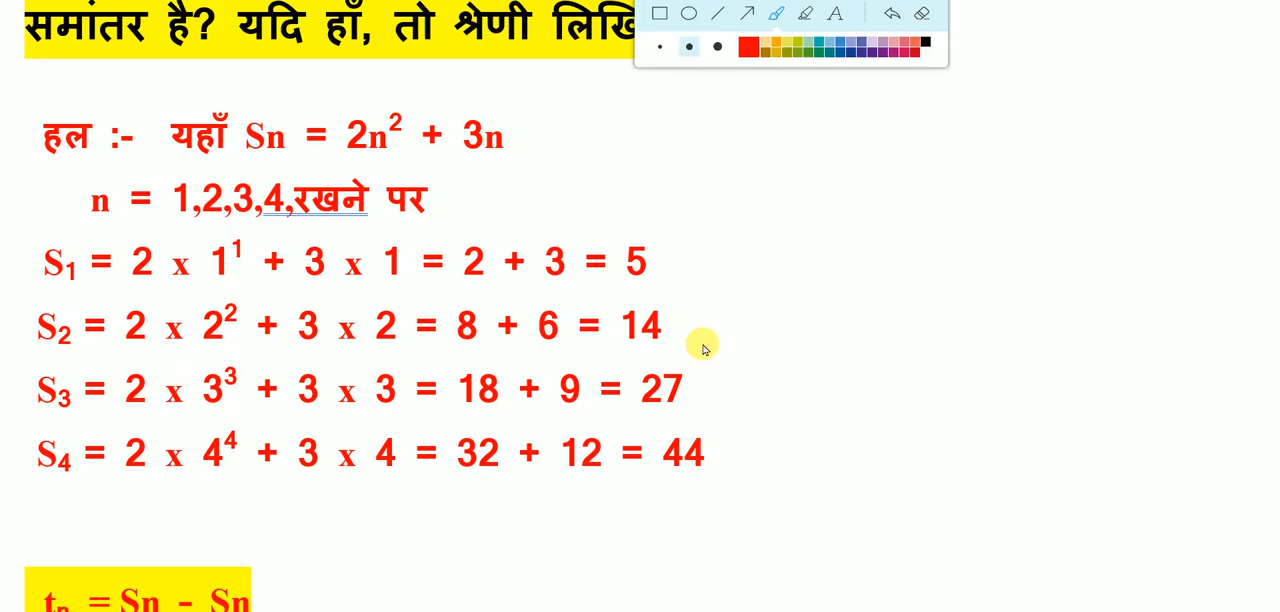 समांतर है? यदि हाँ, तो श्रेणी
हल :- यहाँ Sn = 2n² + 3n
n = 1,2,3,4,रखने पर
S₁ = 2 x 1¹ + 3 x 1 = 2 + 3 = 5
S₂ = 2 x 2² + 3 x 2 = 8 + 6 = 14
S₃ = 2 x 3³ + 3 x 3 = 18 + 9 = 27
S₄ = 2 x 4⁴ + 3 x 4 = 32 + 12 = 44
tₙ = Sn - Sn